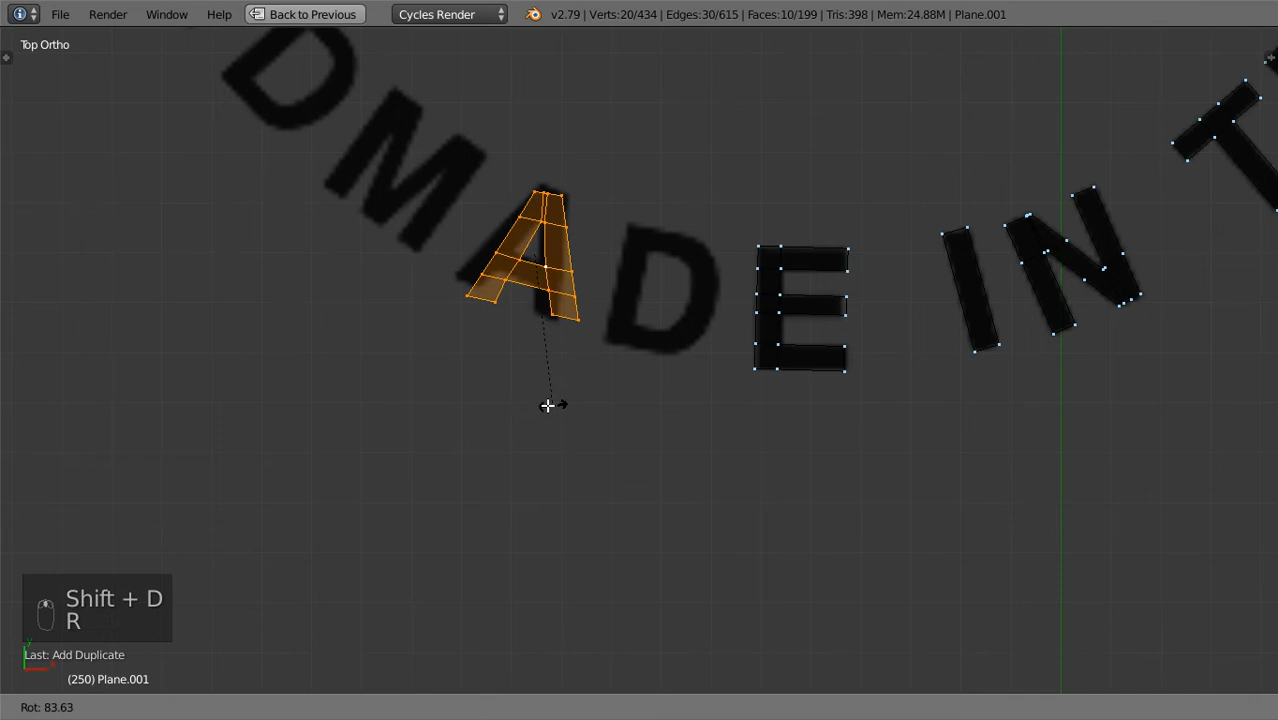 File Render Window Help Back to Previous Cycles Render v2.79 | Verts:20/434 | Edges:30/615 | Faces:10/199 | Tris:398 | Mem:24.88M | Plane.001
Top Ortho
DMADE IN T
Shift + D
R
y
x
Last: Add Duplicate
(250) Plane.001
Rot: 83.63